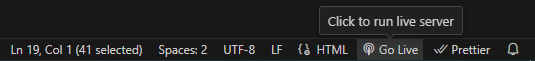 Click to run live server
Ln 19, Col 1 (41 selected) Spaces: 2 UTF-8 LF HTML Go Live Prettier